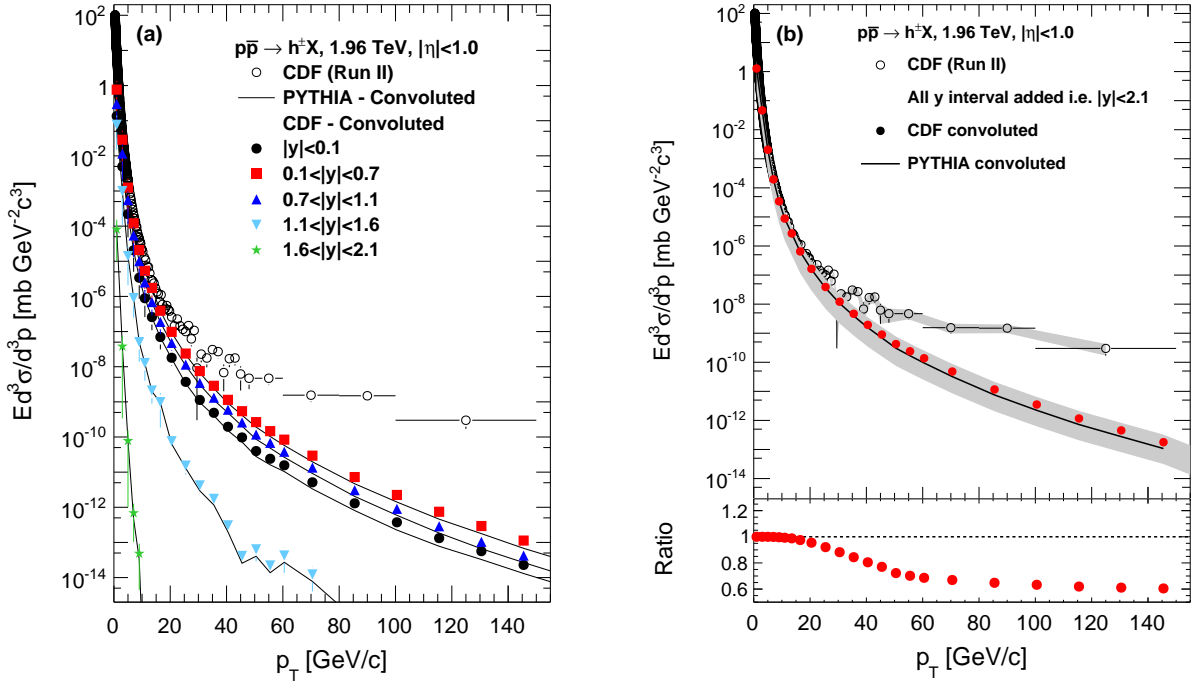 (a)
pp̅ → h±X, 1.96 TeV, |η|<1.0
CDF (Run II)
PYTHIA - Convoluted
CDF - Convoluted
|y|<0.1
0.1<|y|<0.7
0.7<|y|<1.1
1.1<|y|<1.6
1.6<|y|<2.1
Ed³σ/d³p [mb GeV⁻²c³]
10²
1
10⁻²
10⁻⁴
10⁻⁶
10⁻⁸
10⁻¹⁰
10⁻¹²
10⁻¹⁴
0 20 40 60 80 100 120 140
p_T [GeV/c]
(b)
pp̅ → h±X, 1.96 TeV, |η|<1.0
CDF (Run II)
All y interval added i.e. |y|<2.1
CDF convoluted
PYTHIA convoluted
Ed³σ/d³p [mb GeV⁻²c³]
10²
1
10⁻²
10⁻⁴
10⁻⁶
10⁻⁸
10⁻¹⁰
10⁻¹²
10⁻¹⁴
Ratio
1.2
1
0.8
0.6
0 20 40 60 80 100 120 140
p_T [GeV/c]